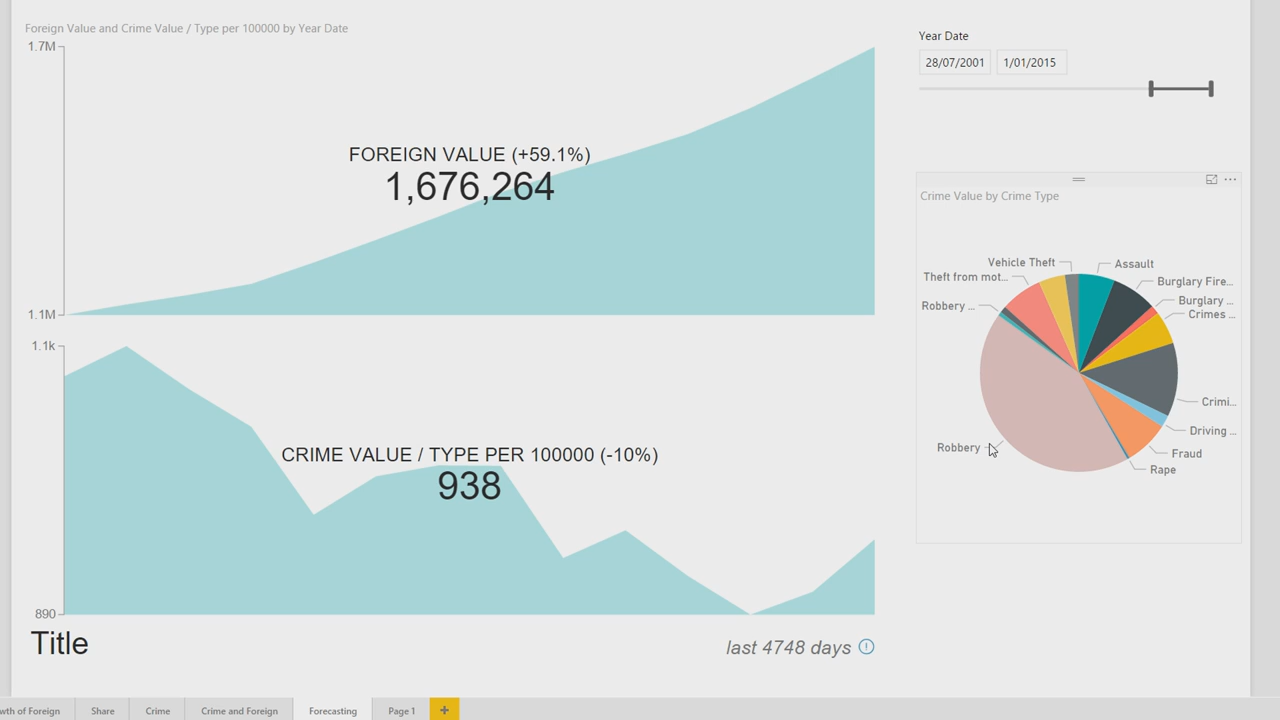 Foreign Value and Crime Value / Type per 100000 by Year Date
1.7M
FOREIGN VALUE (+59.1%)
1,676,264
1.1M
1.1k
CRIME VALUE / TYPE PER 100000 (-10%)
938
890
Title
last 4748 days
Year Date
28/07/2001
1/01/2015
Crime Value by Crime Type
Vehicle Theft
Assault
Theft from mot...
Burglary Fire...
Robbery ...
Burglary ...
Crimes ...
Crimi...
Driving ...
Robbery
Fraud
Rape
wth of Foreign
Share
Crime
Crime and Foreign
Forecasting
Page 1
+